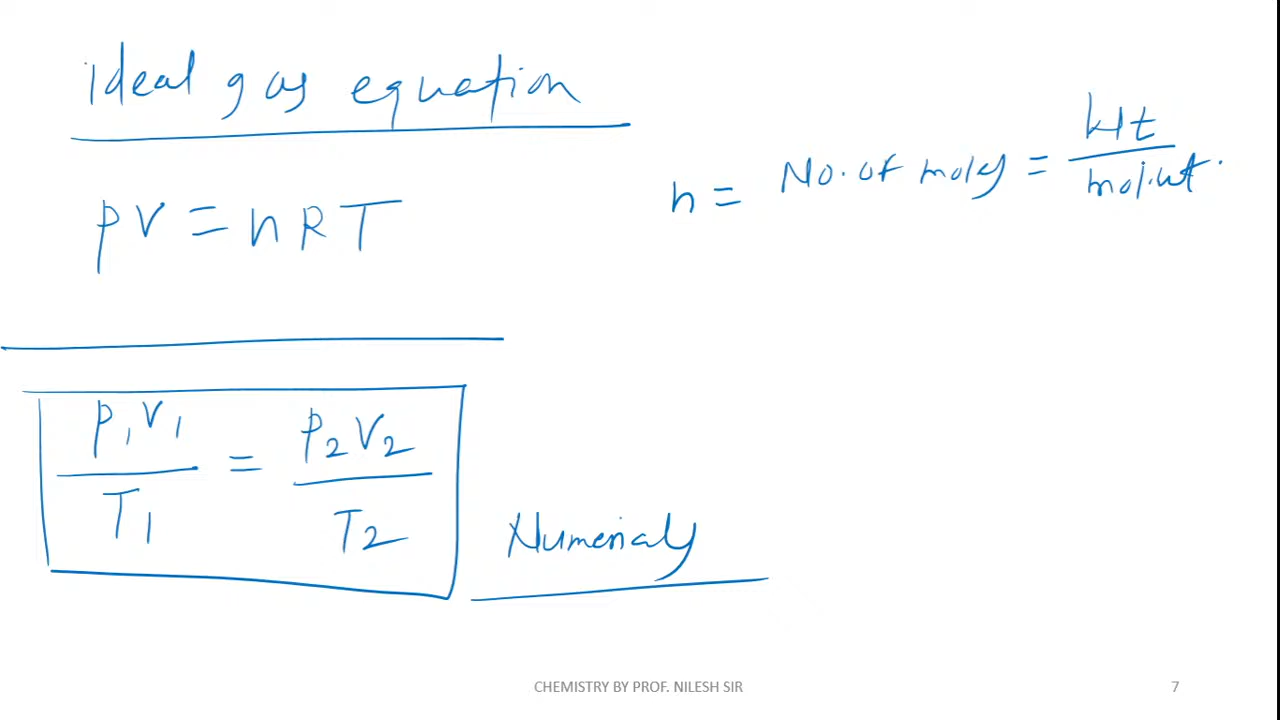 ideal gas equation
PV = nRT
n = No. of moles = wt / mol. wt.
P1V1 / T1 = P2V2 / T2
Numericals
CHEMISTRY BY PROF. NILESH SIR
7